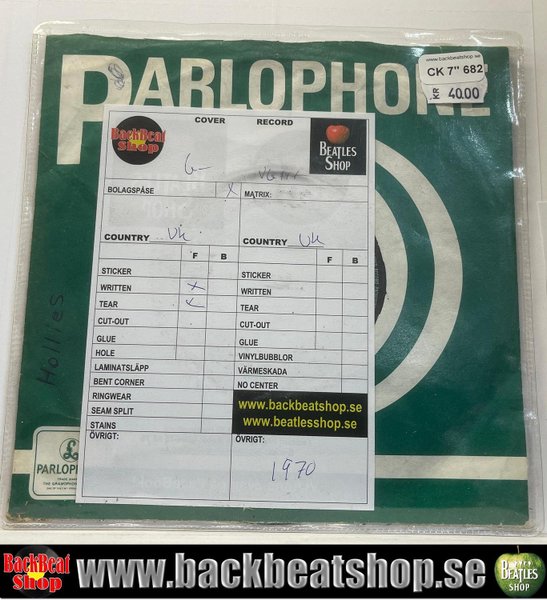 www.backbeatshop.se
CK 7" 682
KR 40.00
PARLOPHONE
COVER RECORD
BackBeat Shop
BEATLES SHOP
G- VG
BOLAGSPÅSE X MATRIX:
COUNTRY UK COUNTRY UK
F B F B
STICKER STICKER
WRITTEN X WRITTEN
TEAR X TEAR
CUT-OUT CUT-OUT
GLUE GLUE
HOLE VINYLBUBBLOR
LAMINATSLÄPP VÄRMESKADA
BENT CORNER NO CENTER
RINGWEAR
SEAM SPLIT
STAINS
www.backbeatshop.se
www.beatlesshop.se
ÖVRIGT: ÖVRIGT:
1970
Hollies
£
PARLOPH
BackBeat Shop
www.backbeatshop.se
BEATLES SHOP